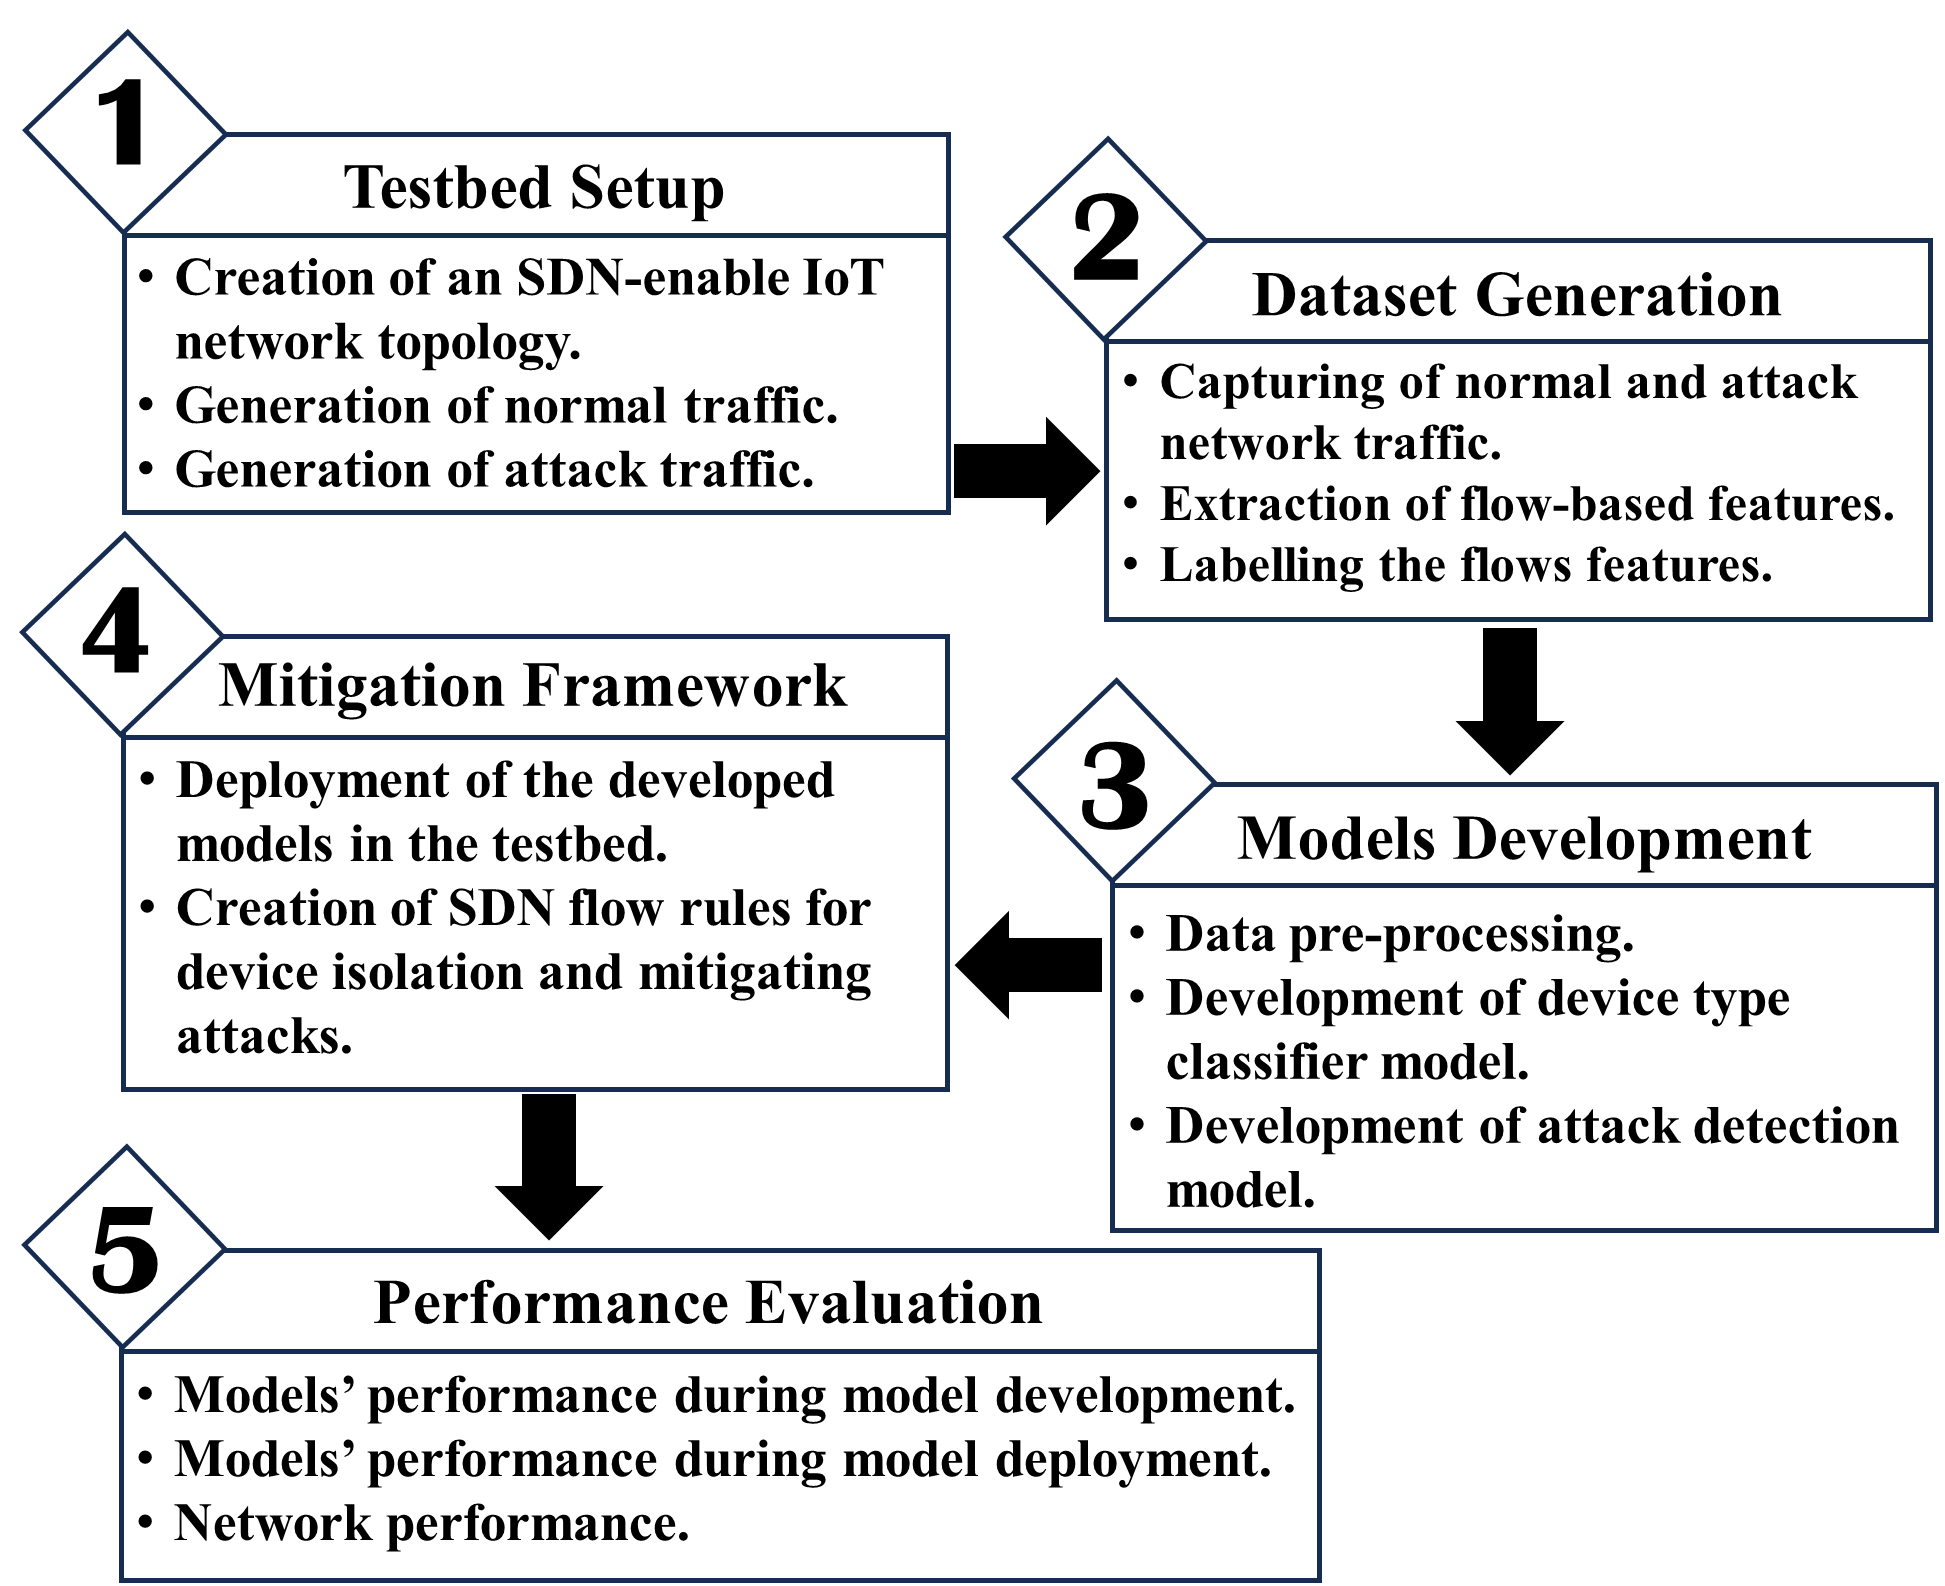 1
Testbed Setup
• Creation of an SDN-enable IoT
network topology.
• Generation of normal traffic.
• Generation of attack traffic.
2
Dataset Generation
• Capturing of normal and attack
network traffic.
• Extraction of flow-based features.
• Labelling the flows features.
3
Models Development
• Data pre-processing.
• Development of device type
classifier model.
• Development of attack detection
model.
4
Mitigation Framework
• Deployment of the developed
models in the testbed.
• Creation of SDN flow rules for
device isolation and mitigating
attacks.
5
Performance Evaluation
• Models’ performance during model development.
• Models’ performance during model deployment.
• Network performance.